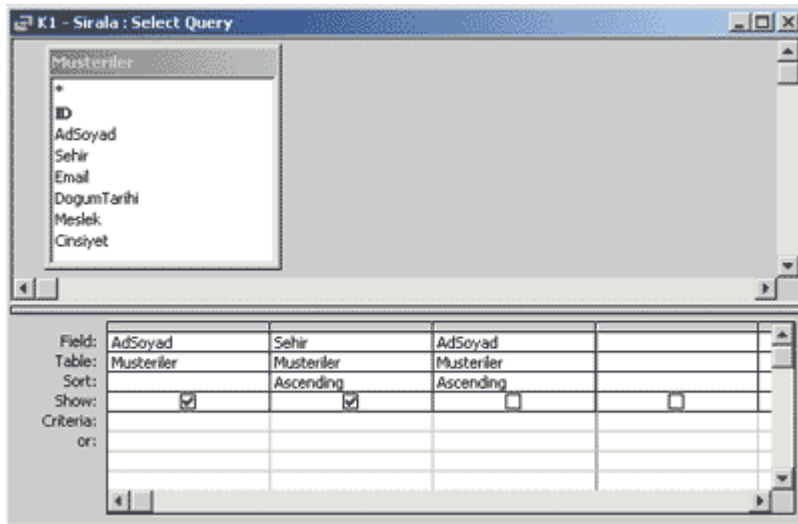 K1 - Sirala : Select Query
Musteriler
*
ID
AdSoyad
Sehir
Email
DogumTarihi
Meslek
Cinsiyet
Field: AdSoyad Sehir AdSoyad
Table: Musteriler Musteriler Musteriler
Sort: Ascending Ascending
Show:
Criteria:
or: